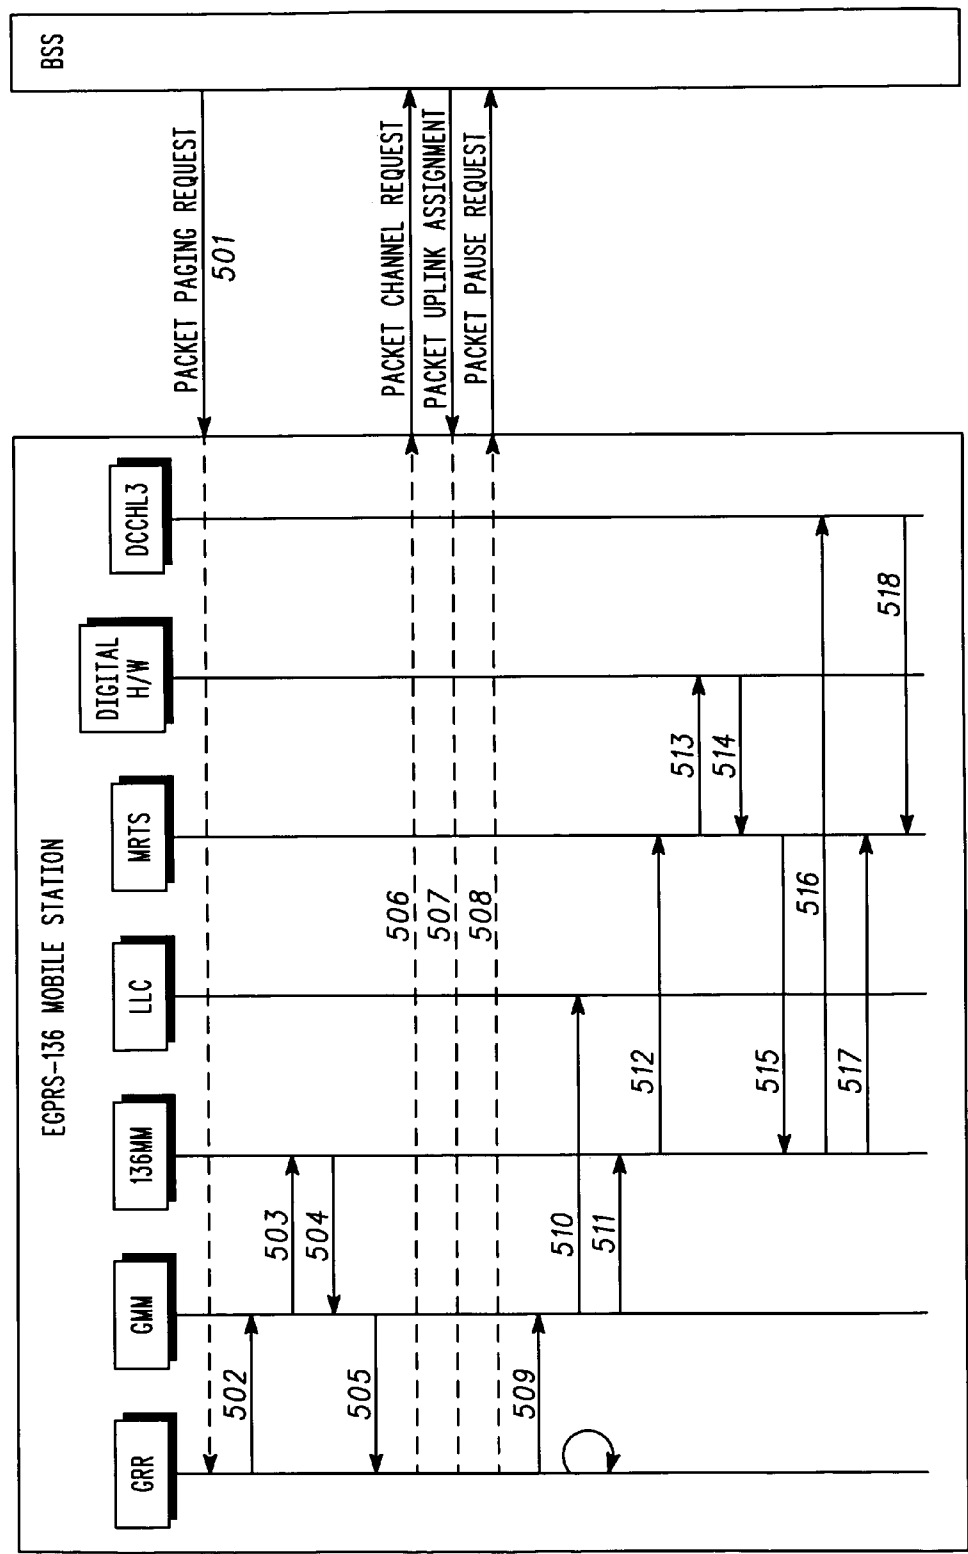 EGPRS-136 MOBILE STATION
BSS
GRR
GMM
136MM
LLC
MRTS
DIGITAL
H/W
DCCHL3
PACKET PAGING REQUEST
501
502
503
504
505
506
PACKET CHANNEL REQUEST
507
PACKET UPLINK ASSIGNMENT
508
PACKET PAUSE REQUEST
509
510
511
512
513
514
515
516
517
518